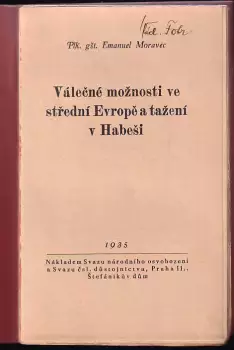 Plk. gšt. Emanuel Moravec
Válečné možnosti ve
střední Evropě a tažení
v Habeši
1935
Nákladem Svazu národního osvobození
a Svazu čsl. důstojnictva, Praha II.,
Štefánikův dům